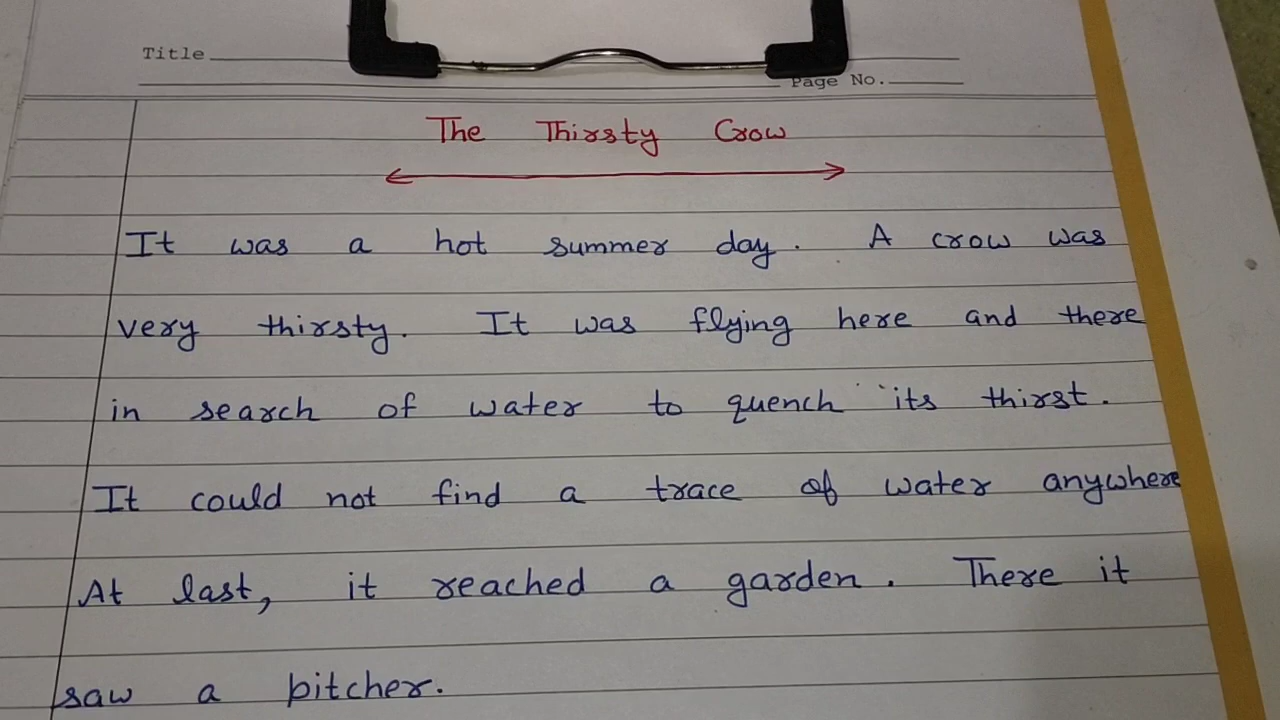 Title
Page No.
The Thirsty Crow
It was a hot summer day. A crow was
very thirsty. It was flying here and there
in search of water to quench its thirst.
It could not find a trace of water anywhere
At last, it reached a garden. There it
saw a pitcher.